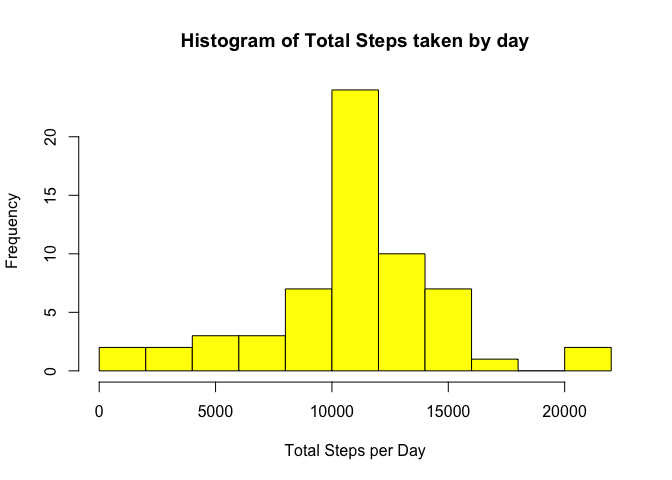 Histogram of Total Steps taken by day
Frequency
20
15
10
5
0
0 5000 10000 15000 20000
Total Steps per Day